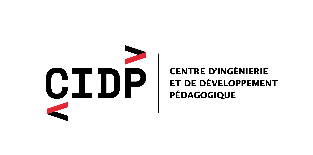 CIDP
CENTRE D'INGÉNIERIE
ET DE DÉVELOPPEMENT
PÉDAGOGIQUE